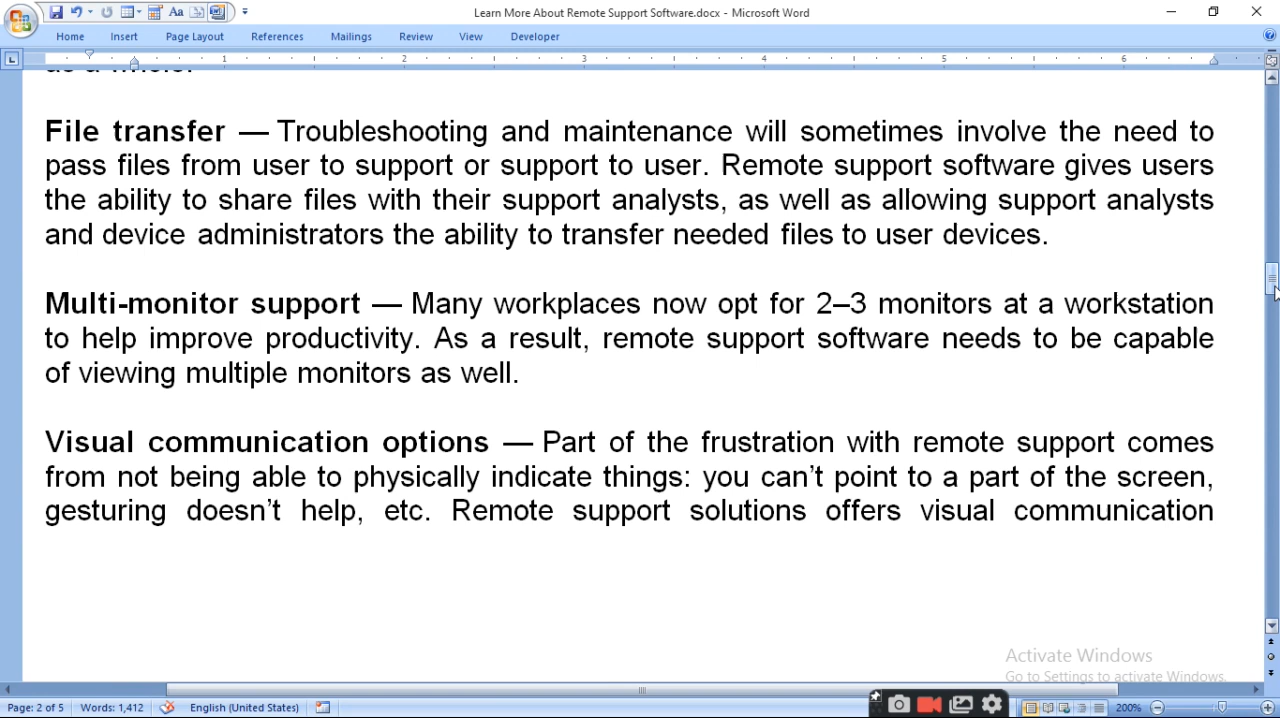 Learn More About Remote Support Software.docx - Microsoft Word
Home Insert Page Layout References Mailings Review View Developer
1 2 3 4 5 6
File transfer — Troubleshooting and maintenance will sometimes involve the need to
pass files from user to support or support to user. Remote support software gives users
the ability to share files with their support analysts, as well as allowing support analysts
and device administrators the ability to transfer needed files to user devices.
Multi-monitor support — Many workplaces now opt for 2–3 monitors at a workstation
to help improve productivity. As a result, remote support software needs to be capable
of viewing multiple monitors as well.
Visual communication options — Part of the frustration with remote support comes
from not being able to physically indicate things: you can’t point to a part of the screen,
gesturing doesn’t help, etc. Remote support solutions offers visual communication
Activate Windows
Go to Settings to activate Windows.
Page: 2 of 5 Words: 1,412 English (United States) 200%